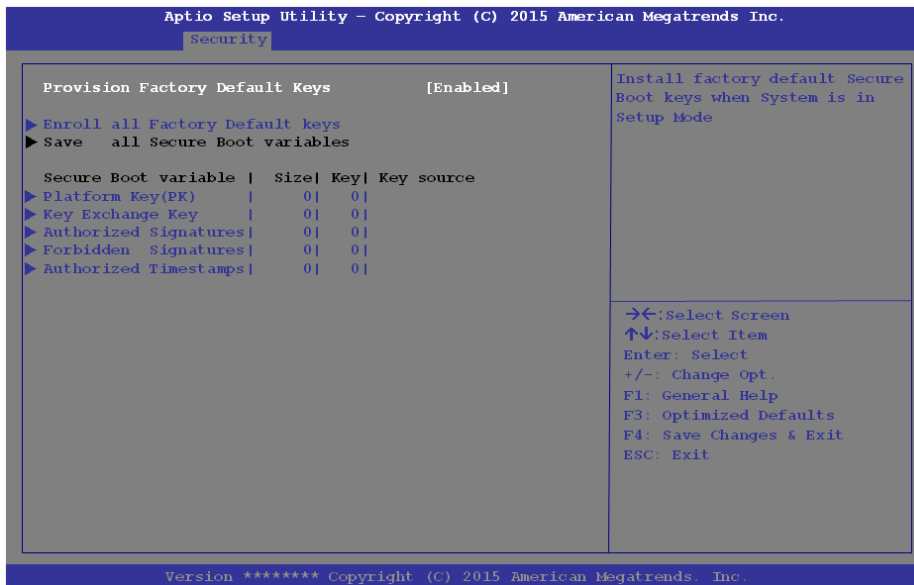 Aptio Setup Utility – Copyright (C) 2015 American Megatrends Inc.
Security
Provision Factory Default Keys [Enabled]
▶ Enroll all Factory Default keys
▶ Save all Secure Boot variables
Secure Boot variable | Size| Key| Key source
▶ Platform Key(PK) | 0| 0|
▶ Key Exchange Key | 0| 0|
▶ Authorized Signatures| 0| 0|
▶ Forbidden Signatures| 0| 0|
▶ Authorized Timestamps| 0| 0|
Install factory default Secure
Boot keys when System is in
Setup Mode
→←:Select Screen
↑↓:Select Item
Enter: Select
+/-: Change Opt.
F1: General Help
F3: Optimized Defaults
F4: Save Changes & Exit
ESC: Exit
Version ******** Copyright (C) 2015 American Megatrends. Inc.